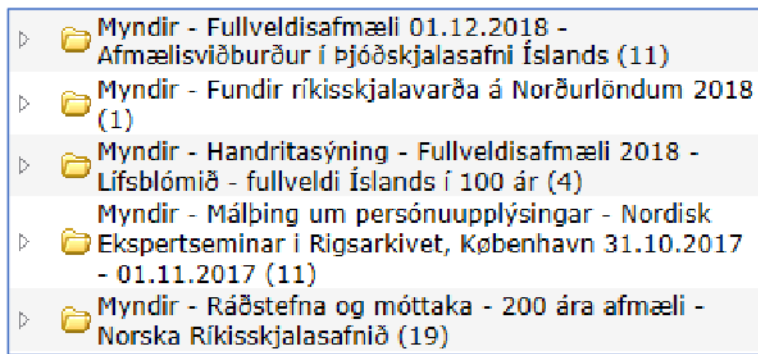 Myndir - Fullveldisafmæli 01.12.2018 -
Afmælisviðburður í Þjóðskjalasafni Íslands (11)
Myndir - Fundir ríkisskjalavarða á Norðurlöndum 2018
(1)
Myndir - Handritasýning - Fullveldisafmæli 2018 -
Lífsblómið - fullveldi Íslands í 100 ár (4)
Myndir - Málþing um persónuupplýsingar - Nordisk
Ekspertseminar i Rigsarkivet, København 31.10.2017
- 01.11.2017 (11)
Myndir - Ráðstefna og móttaka - 200 ára afmæli -
Norska Ríkisskjalasafnið (19)